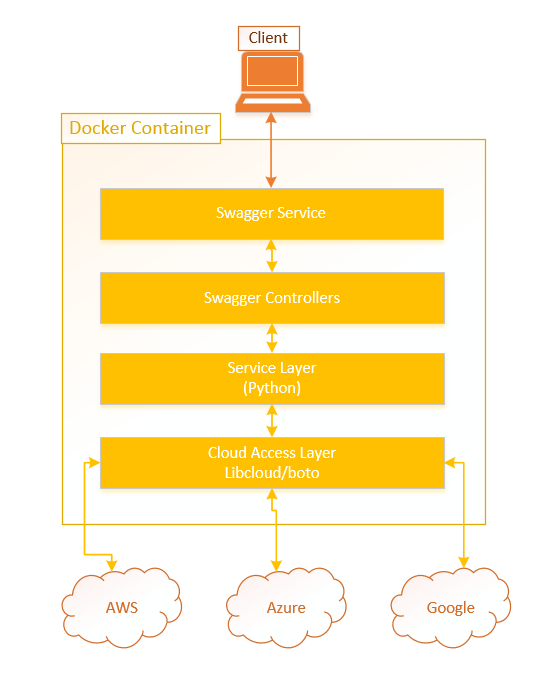 Client
Docker Container
Swagger Service
Swagger Controllers
Service Layer
(Python)
Cloud Access Layer
Libcloud/boto
AWS
Azure
Google